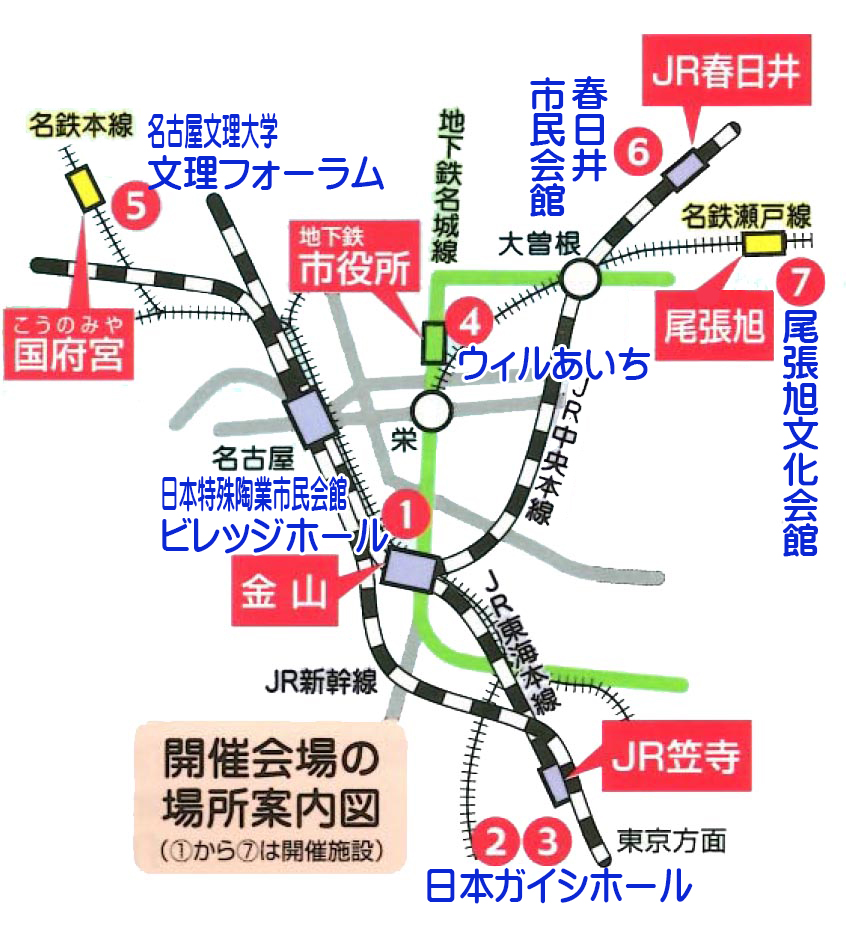 JR春日井
春日井
市民会館
6
名鉄本線
名古屋文理大学
文理フォーラム
5
地下鉄名城線
名鉄瀬戸線
大曽根
地下鉄
市役所
7
尾張旭
尾張旭文化会館
こうのみや
国府宮
4
ウィルあいち
栄
JR中央本線
名古屋
日本特殊陶業市民会館
ビレッジホール
1
金山
JR東海本線
JR新幹線
JR笠寺
開催会場の
場所案内図
(①から⑦は開催施設)
2 3
東京方面
日本ガイシホール